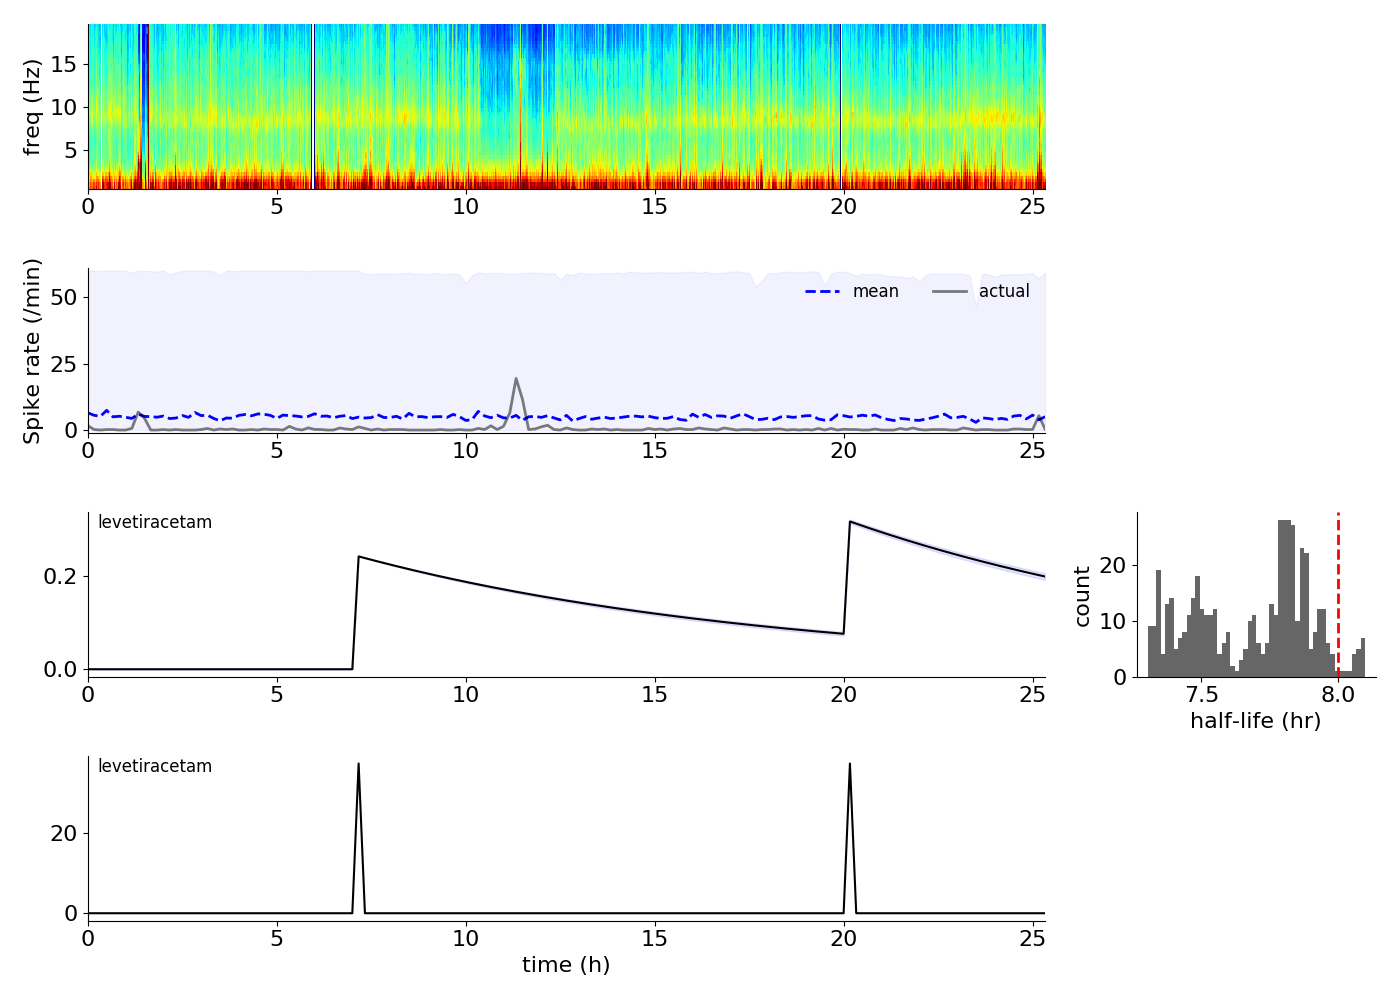 freq (Hz)
15
10
5
0 5 10 15 20 25
Spike rate (/min)
50
25
0
mean actual
0 5 10 15 20 25
levetiracetam
0.2
0.0
0 5 10 15 20 25
count
20
10
0
7.5 8.0
half-life (hr)
levetiracetam
20
0
0 5 10 15 20 25
time (h)